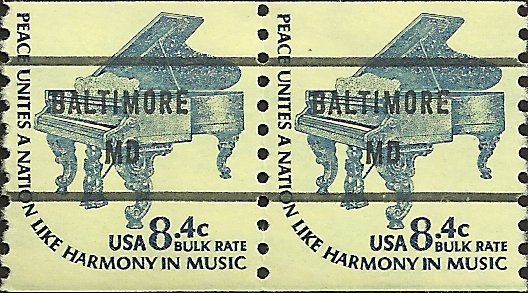 PEACE UNITES A NATION LIKE HARMONY IN MUSIC
BALTIMORE
MD
USA 8.4c
BULK RATE
PEACE UNITES A NATION LIKE HARMONY IN MUSIC
BALTIMORE
MD
USA 8.4c
BULK RATE